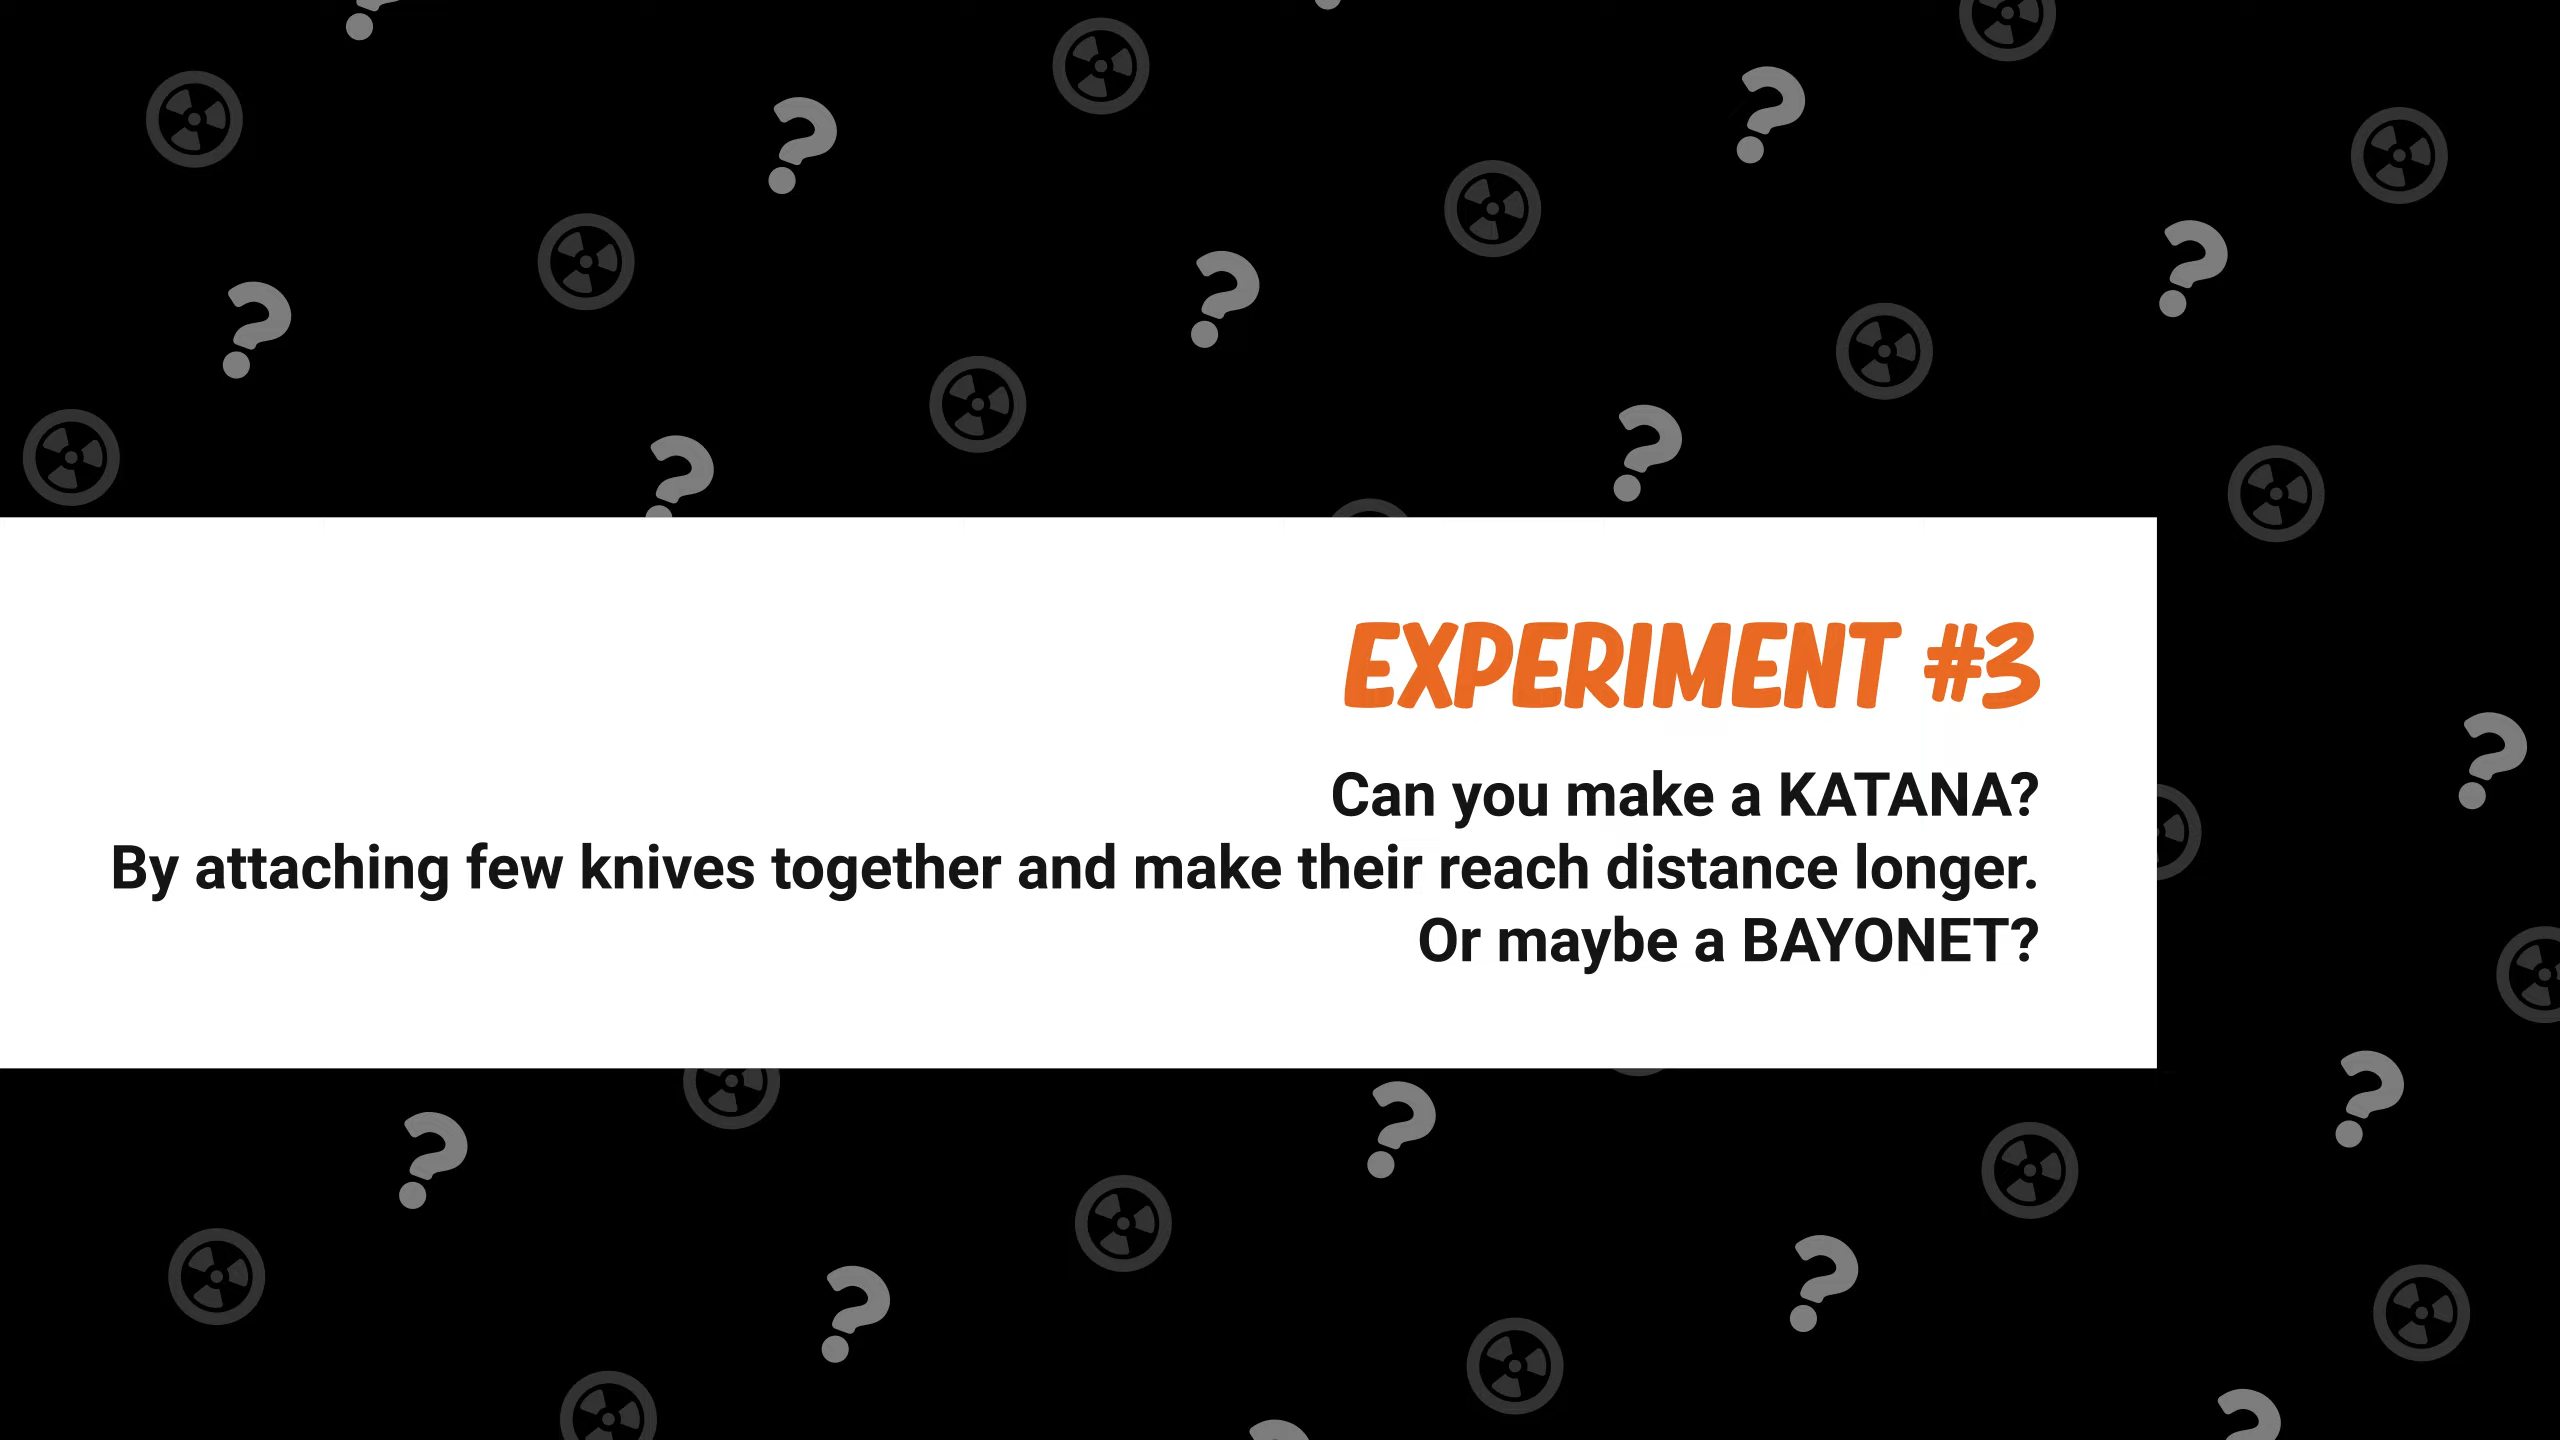 EXPERIMENT #3
Can you make a KATANA?
By attaching few knives together and make their reach distance longer.
Or maybe a BAYONET?